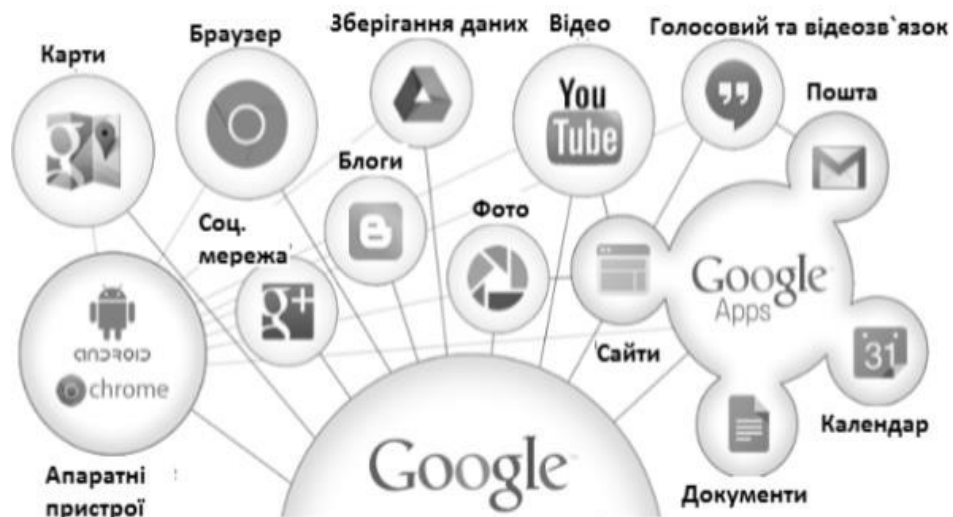 Карти
Браузер
Зберігання даних
Відео
Голосовий та відеозв`язок
You
Tube
Пошта
Блоги
Соц.
мережа
g+
Фото
Google
Apps
ANDROID
chrome
31
Сайти
Календар
Google
Апаратні
пристрої
Документи